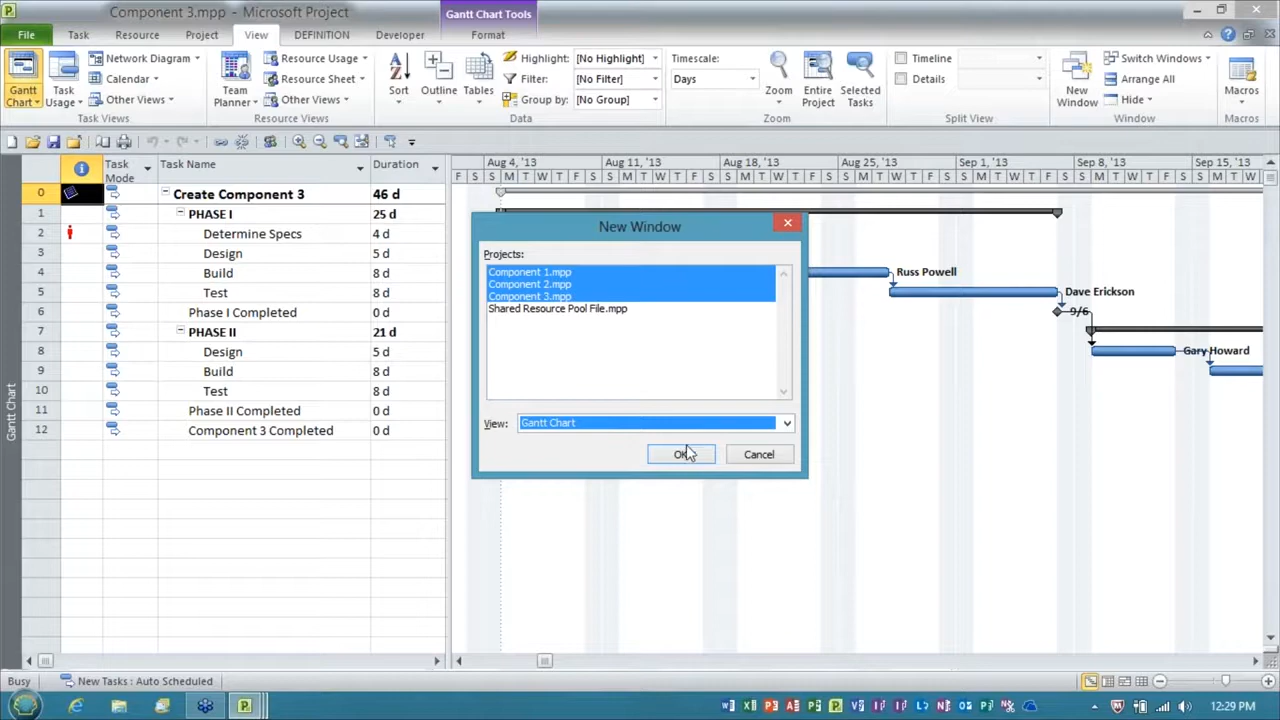 Component 3.mpp - Microsoft Project
Gantt Chart Tools
File Task Resource Project View DEFINITION Developer Format
Gantt Chart
Task Usage
Network Diagram
Calendar
Other Views
Task Views
Team Planner
Resource Usage
Resource Sheet
Other Views
Resource Views
Sort
Outline
Tables
Highlight: [No Highlight]
Filter: [No Filter]
Group by: [No Group]
Data
Timescale:
Days
Zoom
Entire Project
Selected Tasks
Zoom
Timeline
Details
Split View
New Window
Switch Windows
Arrange All
Hide
Window
Macros
Macros
Task Mode Task Name Duration
Aug 4, '13 Aug 11, '13 Aug 18, '13 Aug 25, '13 Sep 1, '13 Sep 8, '13 Sep 15, '13
F S S M T W T F S S M T W T F S S M T W T F S S M T W T F S S M T W T F S S M T W T F S S M T W
0 Create Component 3 46 d
1 PHASE I 25 d
2 Determine Specs 4 d
3 Design 5 d
4 Build 8 d
5 Test 8 d
6 Phase I Completed 0 d
7 PHASE II 21 d
8 Design 5 d
9 Build 8 d
10 Test 8 d
11 Phase II Completed 0 d
12 Component 3 Completed 0 d
Russ Powell
Dave Erickson
9/6
Gary Howard
New Window
Projects:
Component 1.mpp
Component 2.mpp
Component 3.mpp
Shared Resource Pool File.mpp
View: Gantt Chart
OK Cancel
Gantt Chart
Busy New Tasks : Auto Scheduled
12:29 PM